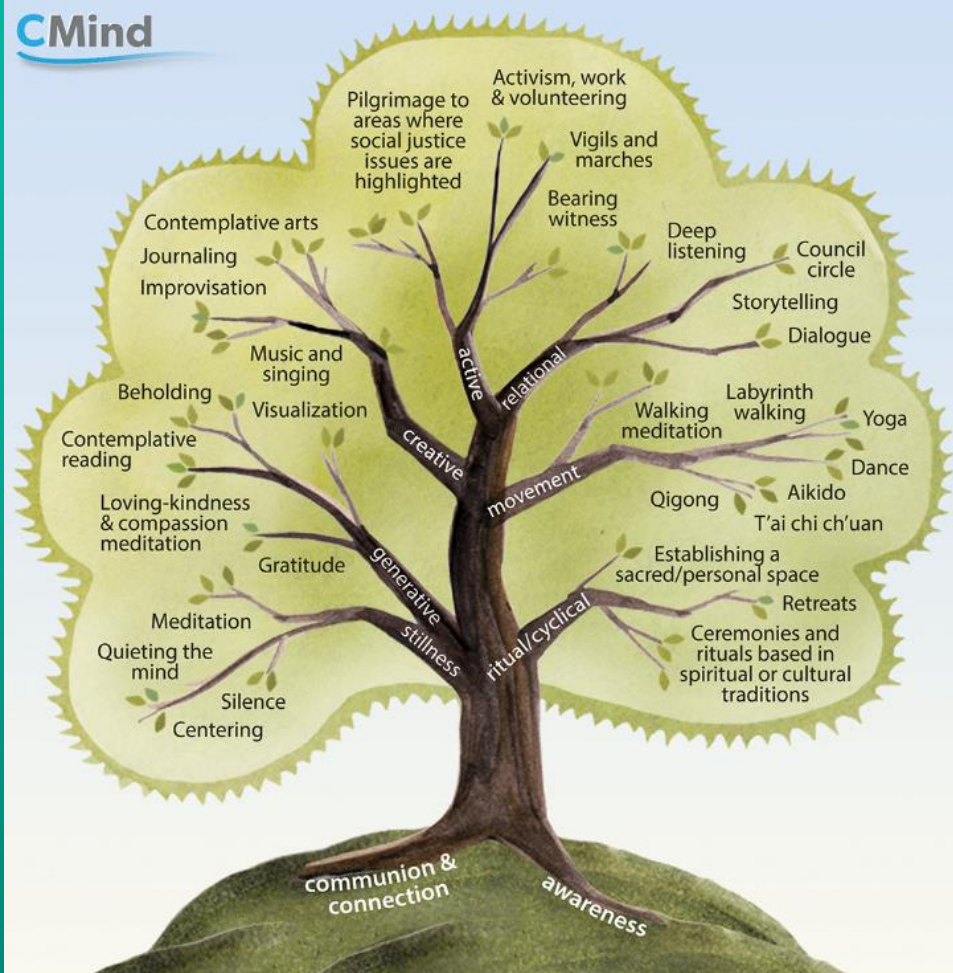 CMind
Activism, work
& volunteering
Pilgrimage to
areas where
social justice
issues are
highlighted
Vigils and
marches
Bearing
witness
Contemplative arts
Journaling
Improvisation
Deep
listening
Council
circle
Storytelling
Dialogue
Music and
singing
active
relational
Beholding
Visualization
Contemplative
reading
creative
Walking
meditation
Labyrinth
walking
Yoga
movement
Dance
Qigong
Aikido
T'ai chi ch'uan
Loving-kindness
& compassion
meditation
Gratitude
generative
Establishing a
sacred/personal space
Meditation
stillness
ritual/cyclical
Retreats
Quieting the
mind
Ceremonies and
rituals based in
spiritual or cultural
traditions
Silence
Centering
communion &
connection
awareness